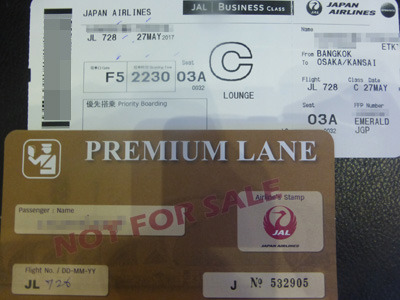 JAPAN AIRLINES
JAL BUSINESS CLASS
JAPAN AIRLINES
JL 728 27MAY2017
Name
ETK
From BANGKOK
To OSAKA/KANSAI
Seat
F5 2230 03A
0032
C
LOUNGE
Flight Class Date
JL 728 C 27MAY
優先搭乗 Priority Boarding
Seat FFP Number
03A
0032
EMERALD
JGP
PREMIUM LANE
NOT FOR SALE
Passenger : Name
Airline's Stamp
JAL
JAPAN AIRLINES
Flight No. / DD-MM-YY
JL 728
J No 532905